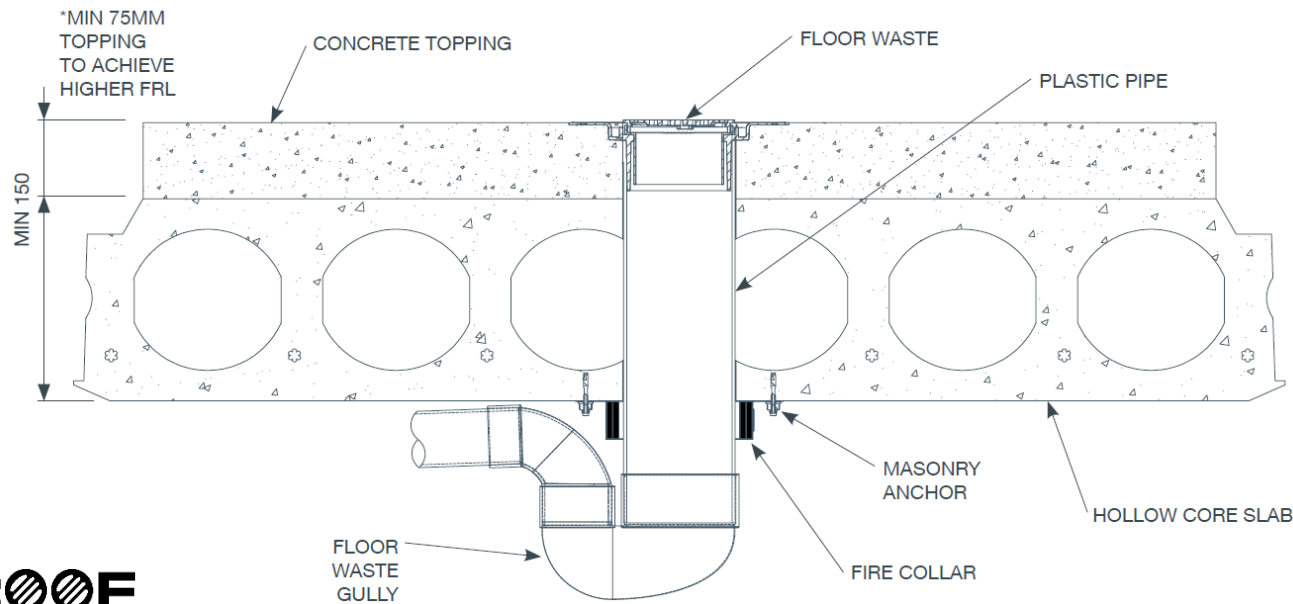 *MIN 75MM
TOPPING
TO ACHIEVE
HIGHER FRL
CONCRETE TOPPING
FLOOR WASTE
PLASTIC PIPE
MIN 150
MASONRY
ANCHOR
HOLLOW CORE SLAB
FLOOR
WASTE
GULLY
FIRE COLLAR